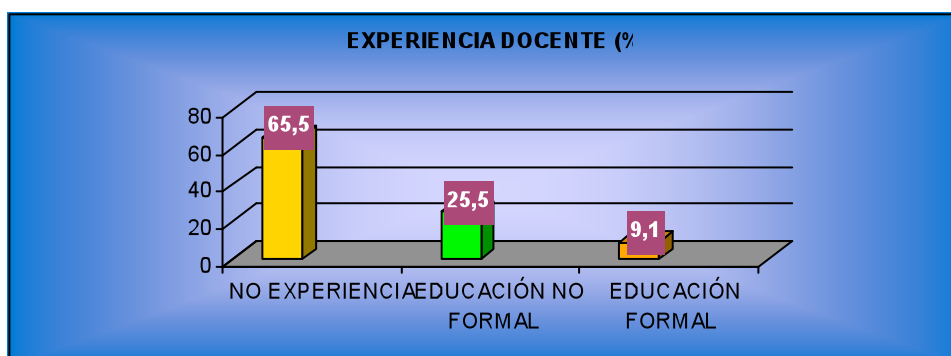 EXPERIENCIA DOCENTE (%
80
60
40
20
0
65,5
25,5
9,1
NO EXPERIENCIA
EDUCACIÓN NO
FORMAL
EDUCACIÓN
FORMAL